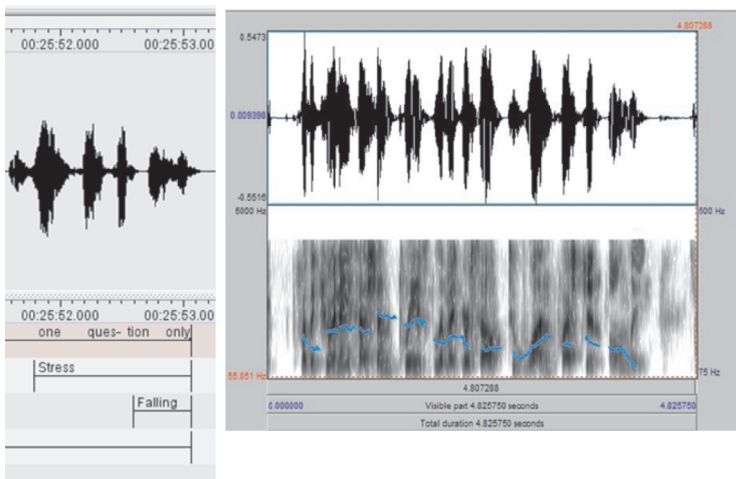 00:25:52.000 00:25:53.00
00:25:52.000 00:25:53.00
one ques- tion only
Stress
Falling
4.807288
0.5473
0.009398
-0.5516
5000 Hz 500 Hz
55.851 Hz 75 Hz
4.807288
0.000000 Visible part 4.825750 seconds 4.825750
Total duration 4.825750 seconds